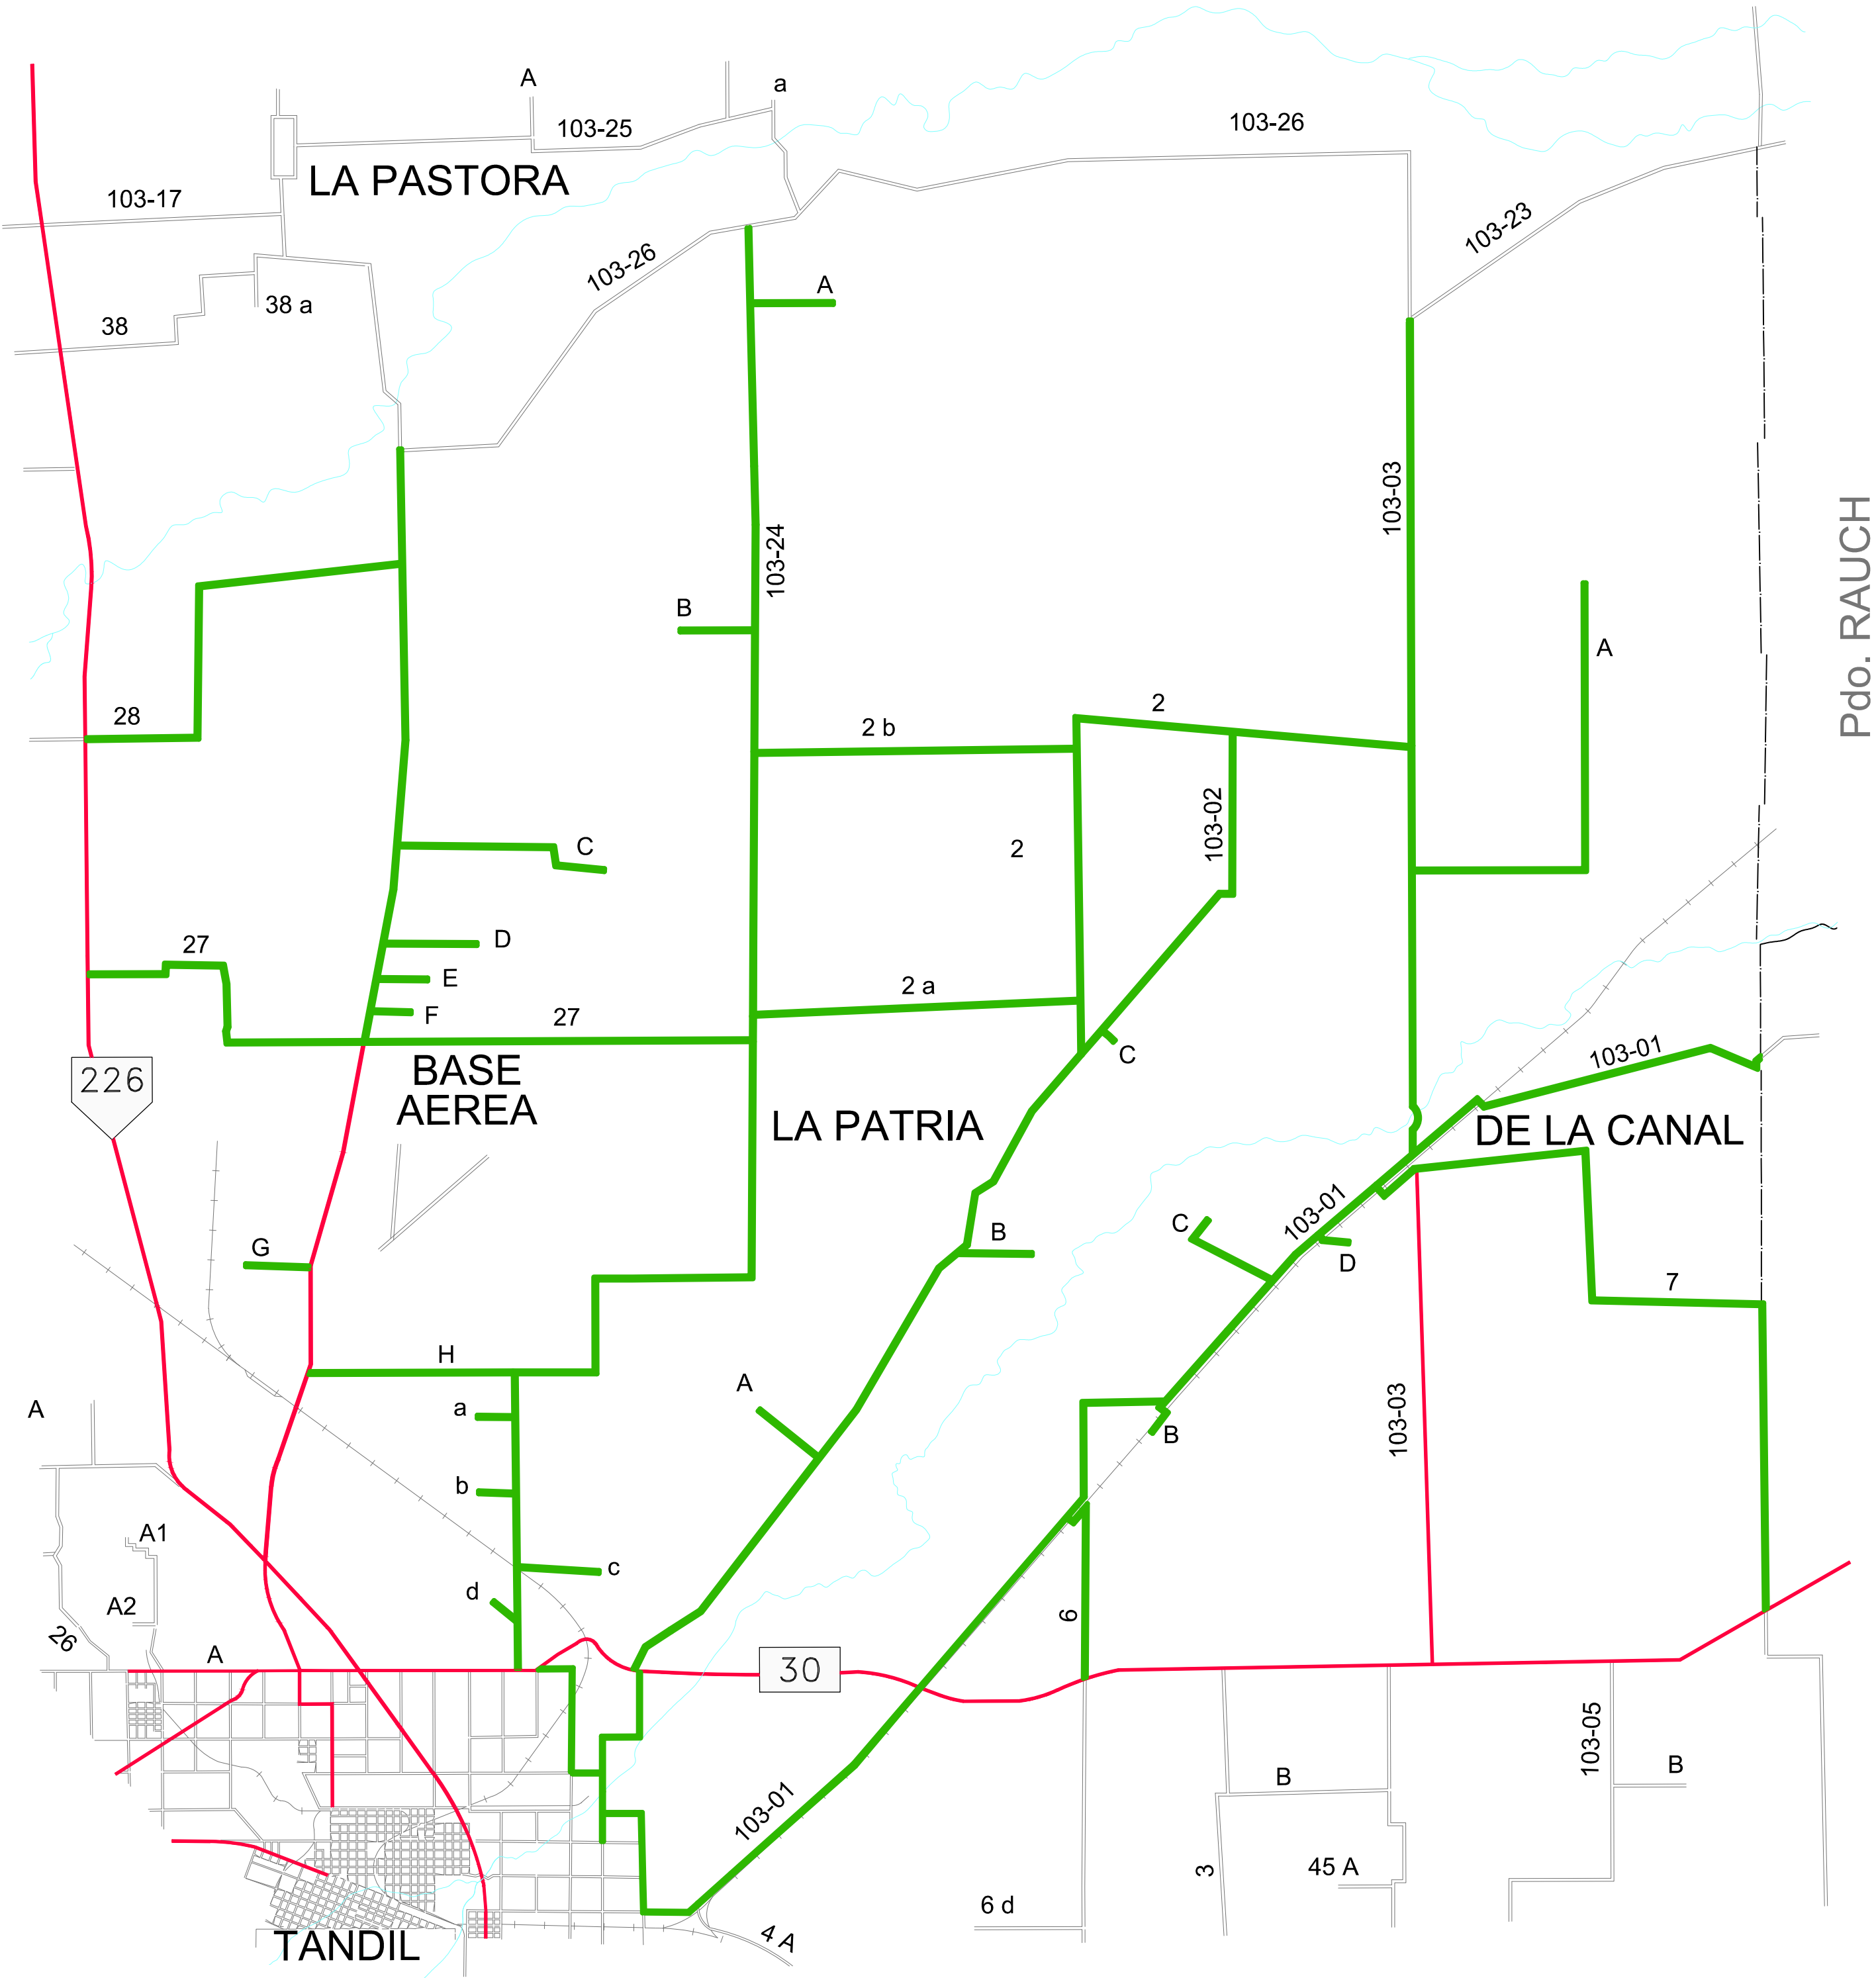 A
a
103-25
103-26
LA PASTORA
103-17
103-23
103-26
38 a
A
38
103-03
Pdo. RAUCH
103-24
B
A
28
2 b
2
103-02
C
2
27
D
E
2 a
F
27
C
103-01
BASE
AEREA
226
LA PATRIA
DE LA CANAL
103-01
C
B
G
D
7
H
A
a
103-03
A
B
b
A1
c
d
A2
6
26
A
30
103-05
B
B
103-01
3
45 A
6 d
4 A
TANDIL